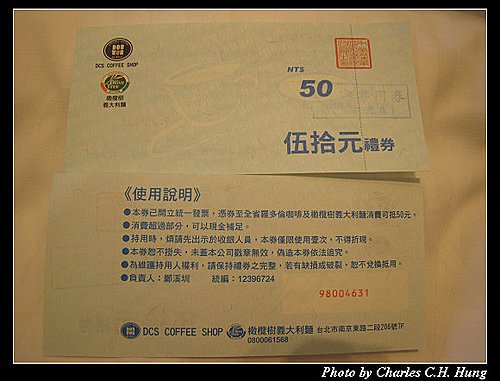 DCS COFFEE SHOP
橄欖樹
義大利麵
NT$
50
伍拾元禮券
《使用說明》
●本券已開立統一發票，憑券至全省羅多倫咖啡及橄欖樹義大利麵消費可抵50元。
●消費超過部分，可以現金補足。
●持用時，煩請先出示於收銀人員，本券僅限使用壹次，不得折現。
●本券恕不掛失，未蓋本公司戳章無效，偽造本券依法追究。
●為維護持用人權利，請保持禮券之完整，若有缺損或破裂，恕不兌換抵用。
●負責人：鄭溪圳 統編：12396724
98004631
DCS COFFEE SHOP 橄欖樹義大利麵 台北市南京東路二段206號7F
0800061568
Photo by Charles C.H. Hung